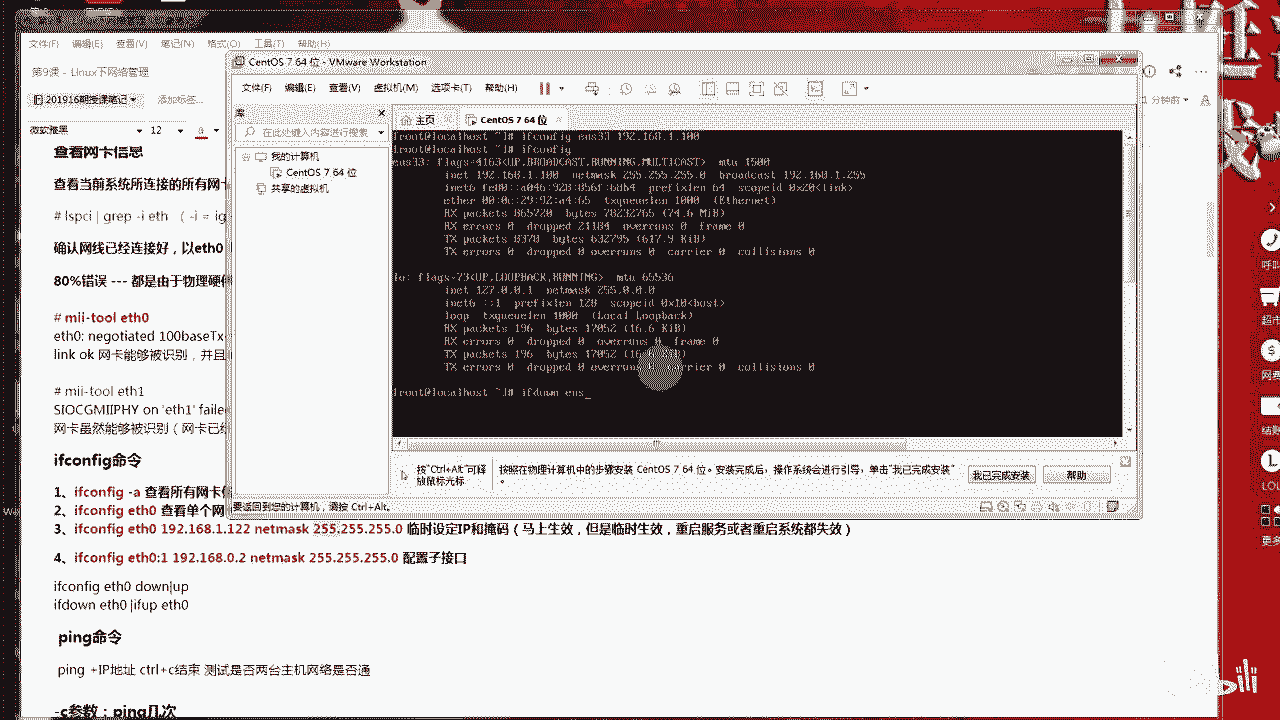 文件(F) 编辑(E) 查看(V) 笔记(N) 格式(O) 工具(T) 帮助(H)
第9课 - Linux下网络管理
201916期授课笔记 添加标签...
1 分钟前
微软雅黑 12
查看网卡信息
查看当前系统所连接的所有网卡
# lspci | grep -i eth （ -i = ig
确认网线已经连接好，以eth0
80%错误 --- 都是由于物理硬件
# mii-tool eth0
eth0: negotiated 100baseTx-
link ok 网卡能够被识别，并且
# mii-tool eth1
SIOCGMIIPHY on 'eth1' failed
网卡虽然能够被识别（网卡已经
ifconfig命令
1、ifconfig -a 查看所有网卡信
2、ifconfig eth0 查看单个网
3、ifconfig eth0 192.168.1.122 netmask 255.255.255.0 临时设定IP和掩码（马上生效，但是临时生效，重启服务或者重启系统都失效）
4、ifconfig eth0:1 192.168.0.2 netmask 255.255.255.0 配置子接口
ifconfig eth0 down|up
ifdown eth0 |ifup eth0
ping命令
ping +IP地址 ctrl+c结束 测试是否两台主机网络是否通
-c参数：ping几次
CentOS 7 64 位 - VMware Workstation
文件(F) 编辑(E) 查看(V) 虚拟机(M) 选项卡(T) 帮助(H)
库
在此处键入内容进行搜索
我的计算机
CentOS 7 64 位
共享的虚拟机
主页 CentOS 7 64 位
[root@localhost ~]# ifconfig ens33 192.168.1.100
[root@localhost ~]# ifconfig
ens33: flags=4163<UP,BROADCAST,RUNNING,MULTICAST> mtu 1500
inet 192.168.1.100 netmask 255.255.255.0 broadcast 192.168.1.255
inet6 fe80::a046:928:856f:68b4 prefixlen 64 scopeid 0x20<link>
ether 00:0c:29:92:a4:65 txqueuelen 1000 (Ethernet)
RX packets 865720 bytes 78232765 (74.6 MiB)
RX errors 0 dropped 21184 overruns 0 frame 0
TX packets 8378 bytes 632795 (617.9 KiB)
TX errors 0 dropped 0 overruns 0 carrier 0 collisions 0
lo: flags=73<UP,LOOPBACK,RUNNING> mtu 65536
inet 127.0.0.1 netmask 255.0.0.0
inet6 ::1 prefixlen 128 scopeid 0x10<host>
loop txqueuelen 1000 (Local Loopback)
RX packets 196 bytes 17052 (16.6 KiB)
RX errors 0 dropped 0 overruns 0 frame 0
TX packets 196 bytes 17052 (16.6 KiB)
TX errors 0 dropped 0 overruns 0 carrier 0 collisions 0
[root@localhost ~]# ifdown ens_
按"Ctrl+Alt"可释放鼠标光标
按照在物理计算机中的步骤安装 CentOS 7 64 位。安装完成后，操作系统会进行引导，单击"我已完成安装"。
我已完成安装 帮助
要返回到您的计算机，请按 Ctrl+Alt。
呼叫
超市
网费
结账
LOL
更多